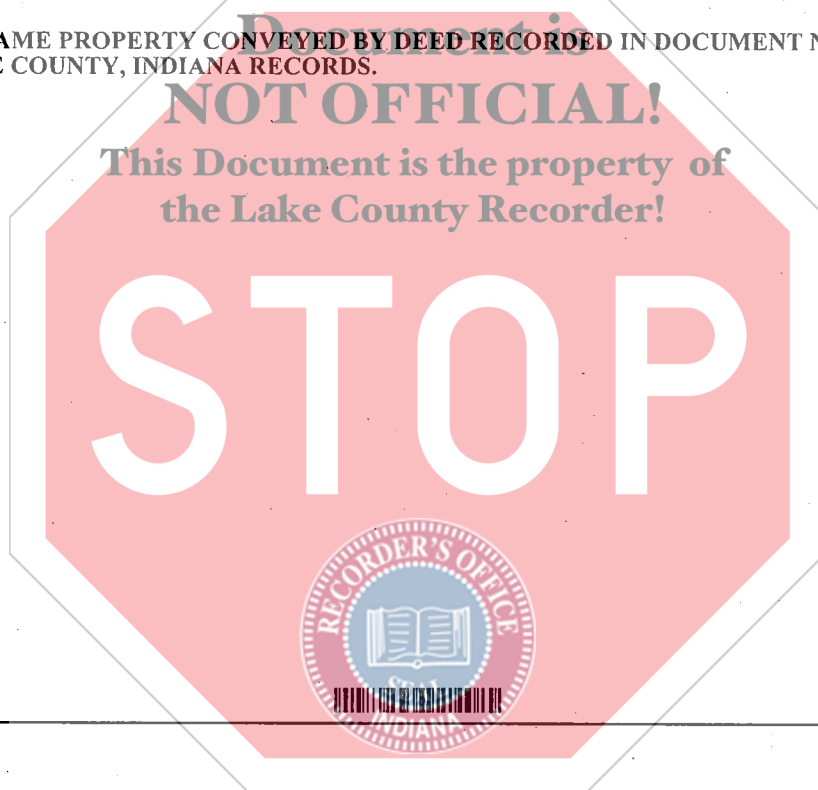 Document is
AME PROPERTY CONVEYED BY DEED RECORDED IN DOCUMENT N
COUNTY, INDIANA RECORDS.
NOT OFFICIAL!
This Document is the property of
the Lake County Recorder!
STOP
RECORDER'S OFFICE
SEAL
INDIANA